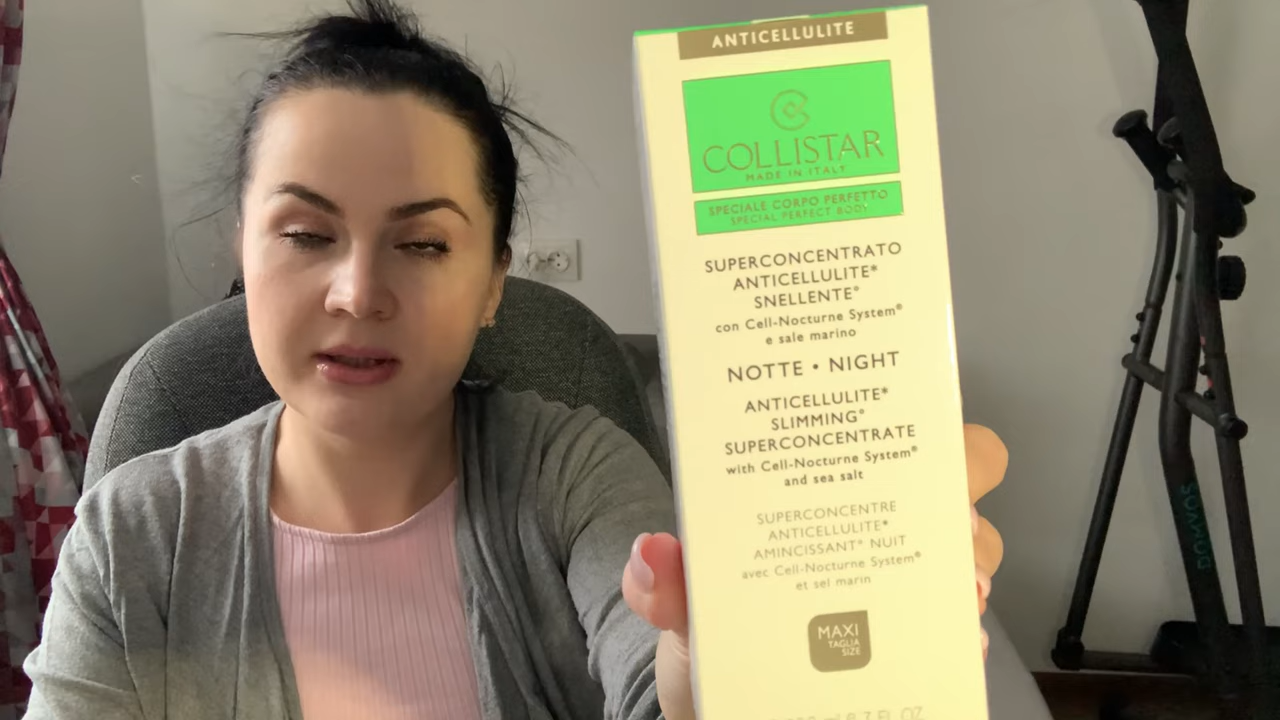 ANTICELLULITE
COLLISTAR
MADE IN ITALY
SPECIALE CORPO PERFETTO
SPECIAL PERFECT BODY
SUPERCONCENTRATO
ANTICELLULITE*
SNELLENTE°
con Cell-Nocturne System®
e sale marino
NOTTE • NIGHT
ANTICELLULITE*
SLIMMING°
SUPERCONCENTRATE
with Cell-Nocturne System®
and sea salt
SUPERCONCENTRE
ANTICELLULITE*
AMINCISSANT° NUIT
avec Cell-Nocturne System®
et sel marin
MAXI
TAGLIA
SIZE
FL. OZ.